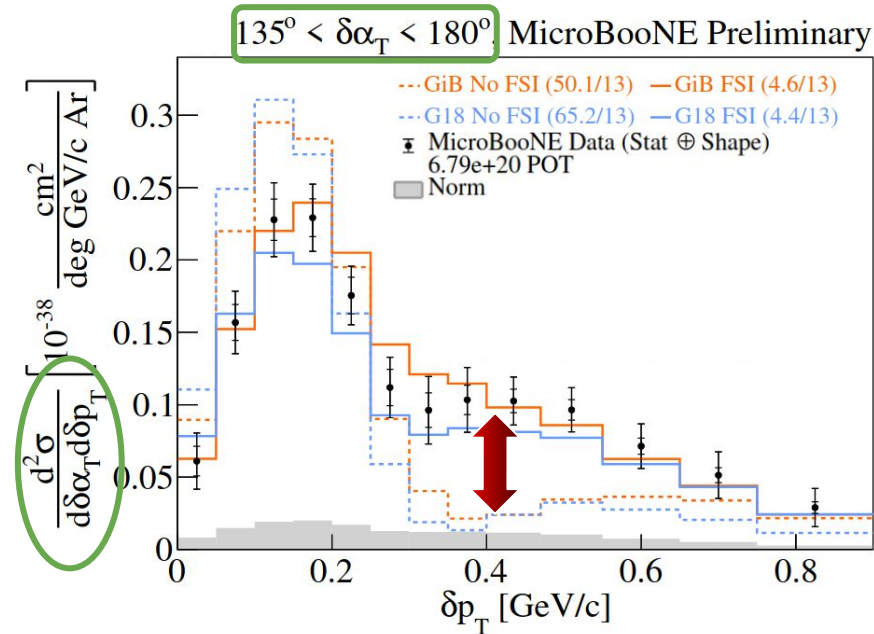 135° < δα_T < 180°, MicroBooNE Preliminary
GiB No FSI (50.1/13) GiB FSI (4.6/13)
G18 No FSI (65.2/13) G18 FSI (4.4/13)
MicroBooNE Data (Stat ⊕ Shape)
6.79e+20 POT
Norm
d²σ/dδα_Tdδp_T [10⁻³⁸ cm²/deg GeV/c Ar]
0.3
0.25
0.2
0.15
0.1
0.05
0
0 0.2 0.4 0.6 0.8
δp_T [GeV/c]